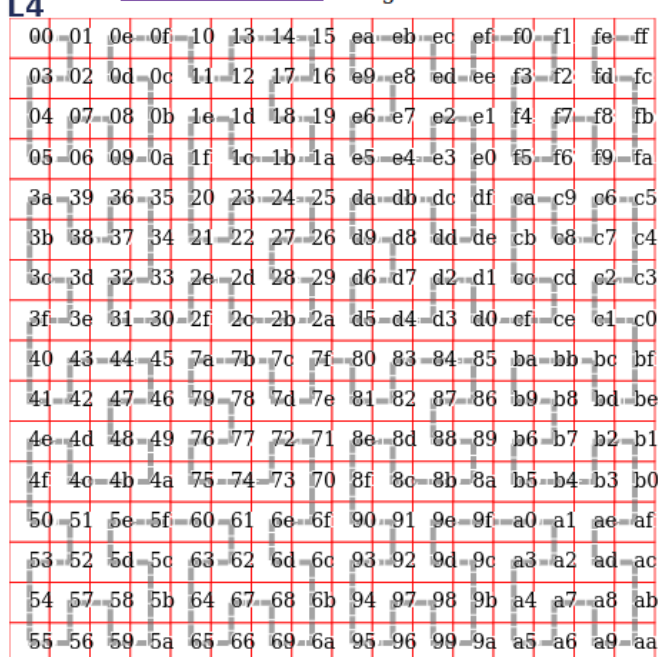 L4
00 01 0e 0f 10 13 14 15 ea eb ec ef f0 f1 fe ff
03 02 0d 0c 11 12 17 16 e9 e8 ed ee f3 f2 fd fc
04 07 08 0b 1e 1d 18 19 e6 e7 e2 e1 f4 f7 f8 fb
05 06 09 0a 1f 1c 1b 1a e5 e4 e3 e0 f5 f6 f9 fa
3a 39 36 35 20 23 24 25 da db dc df ca c9 c6 c5
3b 38 37 34 21 22 27 26 d9 d8 dd de cb c8 c7 c4
3c 3d 32 33 2e 2d 28 29 d6 d7 d2 d1 cc cd c2 c3
3f 3e 31 30 2f 2c 2b 2a d5 d4 d3 d0 cf ce c1 c0
40 43 44 45 7a 7b 7c 7f 80 83 84 85 ba bb bc bf
41 42 47 46 79 78 7d 7e 81 82 87 86 b9 b8 bd be
4e 4d 48 49 76 77 72 71 8e 8d 88 89 b6 b7 b2 b1
4f 4c 4b 4a 75 74 73 70 8f 8c 8b 8a b5 b4 b3 b0
50 51 5e 5f 60 61 6e 6f 90 91 9e 9f a0 a1 ae af
53 52 5d 5c 63 62 6d 6c 93 92 9d 9c a3 a2 ad ac
54 57 58 5b 64 67 68 6b 94 97 98 9b a4 a7 a8 ab
55 56 59 5a 65 66 69 6a 95 96 99 9a a5 a6 a9 aa